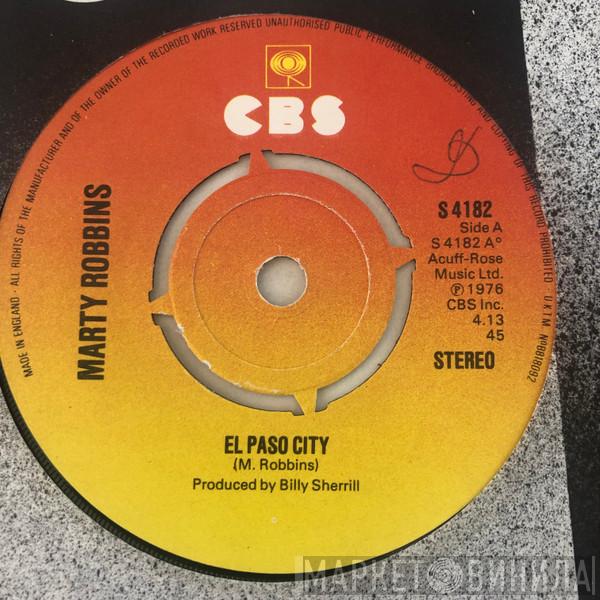 MADE IN ENGLAND · ALL RIGHTS OF THE MANUFACTURER AND OF THE OWNER OF THE RECORDED WORK RESERVED UNAUTHORISED PUBLIC PERFORMANCE BROADCASTING AND COPYING OF THIS RECORD PROHIBITED U.K.T.M. Nº8818092
CBS
MARTY ROBBINS
S 4182
Side A
S 4182 Aº
Acuff-Rose
Music Ltd.
℗ 1976
CBS Inc.
4.13
45
STEREO
EL PASO CITY
(M. Robbins)
Produced by Billy Sherrill
МАРКЕТ ВИНИЛА